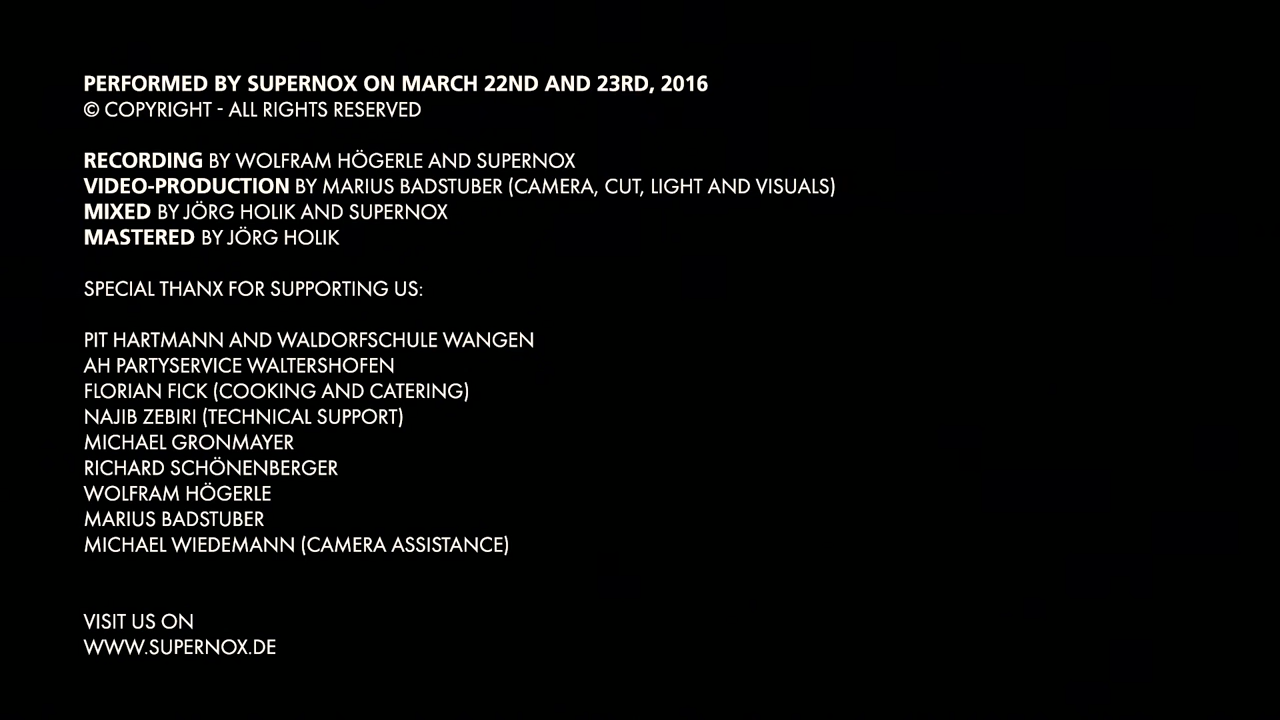 PERFORMED BY SUPERNOX ON MARCH 22ND AND 23RD, 2016
© COPYRIGHT - ALL RIGHTS RESERVED
RECORDING BY WOLFRAM HÖGERLE AND SUPERNOX
VIDEO-PRODUCTION BY MARIUS BADSTUBER (CAMERA, CUT, LIGHT AND VISUALS)
MIXED BY JÖRG HOLIK AND SUPERNOX
MASTERED BY JÖRG HOLIK
SPECIAL THANX FOR SUPPORTING US:
PIT HARTMANN AND WALDORFSCHULE WANGEN
AH PARTYSERVICE WALTERSHOFEN
FLORIAN FICK (COOKING AND CATERING)
NAJIB ZEBIRI (TECHNICAL SUPPORT)
MICHAEL GRONMAYER
RICHARD SCHÖNENBERGER
WOLFRAM HÖGERLE
MARIUS BADSTUBER
MICHAEL WIEDEMANN (CAMERA ASSISTANCE)
VISIT US ON
WWW.SUPERNOX.DE